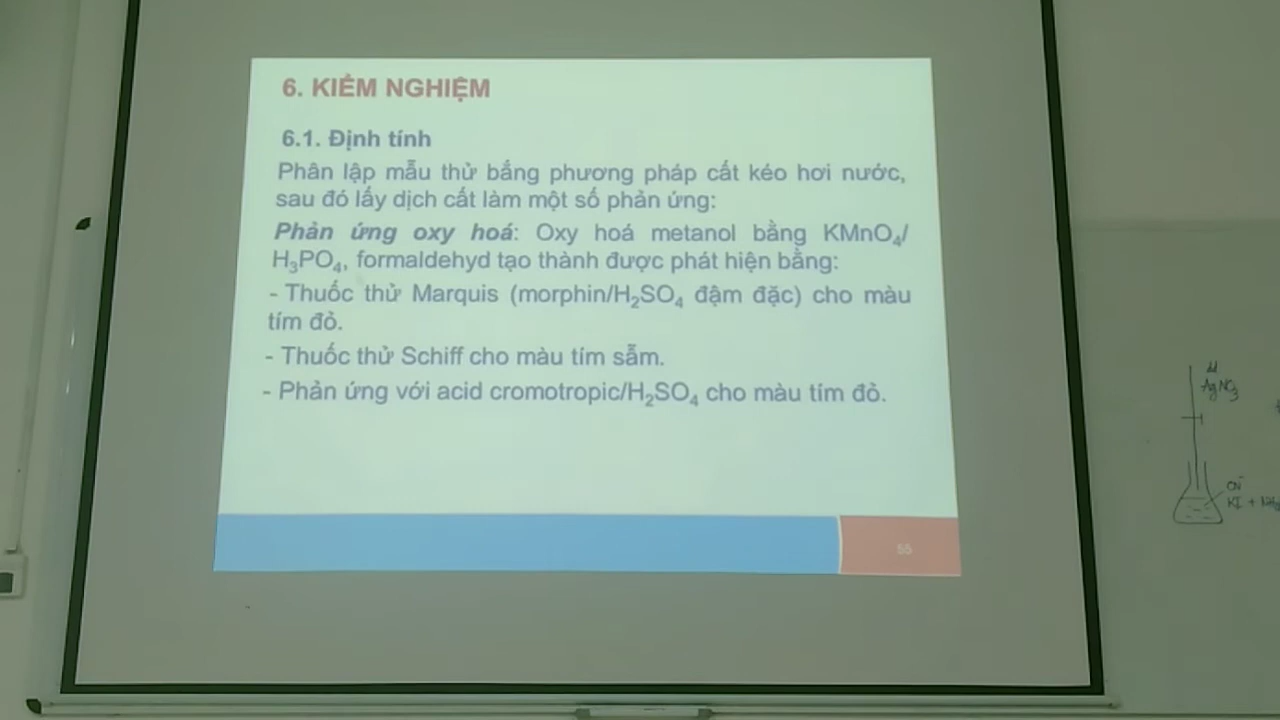 6. KIỂM NGHIỆM
6.1. Định tính
Phân lập mẫu thử bằng phương pháp cất kéo hơi nước,
sau đó lấy dịch cất làm một số phản ứng:
Phản ứng oxy hoá: Oxy hoá metanol bằng KMnO₄/
H₃PO₄, formaldehyd tạo thành được phát hiện bằng:
- Thuốc thử Marquis (morphin/H₂SO₄ đậm đặc) cho màu
tím đỏ.
- Thuốc thử Schiff cho màu tím sẫm.
- Phản ứng với acid cromotropic/H₂SO₄ cho màu tím đỏ.
55
AgNO₃
KI +